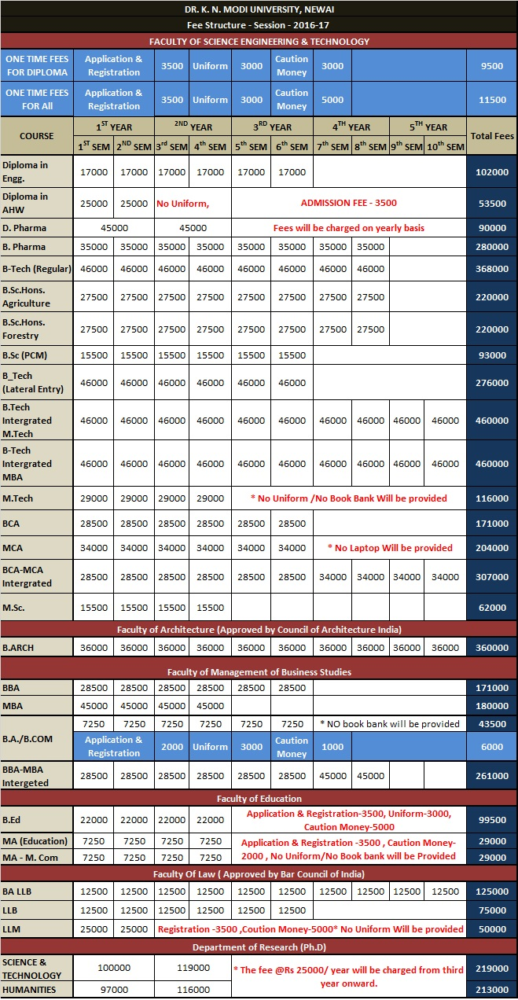 DR. K. N. MODI UNIVERSITY, NEWAI
Fee Structure - Session - 2016-17
FACULTY OF SCIENCE ENGINEERING & TECHNOLOGY
ONE TIME FEES FOR DIPLOMA Application & Registration 3500 Uniform 3000 Caution Money 3000 9500
ONE TIME FEES FOR All Application & Registration 3500 Uniform 3000 Caution Money 5000 11500
COURSE 1ST YEAR 2ND YEAR 3RD YEAR 4TH YEAR 5TH YEAR Total Fees
1ST SEM 2ND SEM 3rd SEM 4th SEM 5th SEM 6th SEM 7th SEM 8th SEM 9th SEM 10th SEM
Diploma in Engg. 17000 17000 17000 17000 17000 17000 102000
Diploma in AHW 25000 25000 No Uniform, ADMISSION FEE - 3500 53500
D. Pharma 45000 45000 Fees will be charged on yearly basis 90000
B. Pharma 35000 35000 35000 35000 35000 35000 35000 35000 280000
B-Tech (Regular) 46000 46000 46000 46000 46000 46000 46000 46000 368000
B.Sc.Hons. Agriculture 27500 27500 27500 27500 27500 27500 27500 27500 220000
B.Sc.Hons. Forestry 27500 27500 27500 27500 27500 27500 27500 27500 220000
B.Sc (PCM) 15500 15500 15500 15500 15500 15500 93000
B_Tech (Lateral Entry) 46000 46000 46000 46000 46000 46000 276000
B.Tech Intergrated M.Tech 46000 46000 46000 46000 46000 46000 46000 46000 46000 46000 460000
B-Tech Intergrated MBA 46000 46000 46000 46000 46000 46000 46000 46000 46000 46000 460000
M.Tech 29000 29000 29000 29000 * No Uniform /No Book Bank Will be provided 116000
BCA 28500 28500 28500 28500 28500 28500 171000
MCA 34000 34000 34000 34000 34000 34000 * No Laptop Will be provided 204000
BCA-MCA Intergrated 28500 28500 28500 28500 28500 28500 34000 34000 34000 34000 307000
M.Sc. 15500 15500 15500 15500 62000
Faculty of Architecture (Approved by Council of Architecture India)
B.ARCH 36000 36000 36000 36000 36000 36000 36000 36000 36000 36000 360000
Faculty of Management of Business Studies
BBA 28500 28500 28500 28500 28500 28500 171000
MBA 45000 45000 45000 45000 180000
B.A./B.COM 7250 7250 7250 7250 7250 7250 * NO book bank will be provided 43500
Application & Registration 2000 Uniform 3000 Caution Money 1000 6000
BBA-MBA Intergeted 28500 28500 28500 28500 28500 28500 45000 45000 261000
Faculty of Education
B.Ed 22000 22000 22000 22000 Application & Registration-3500, Uniform-3000, Caution Money-5000 99500
MA (Education) 7250 7250 7250 7250 Application & Registration -3500 , Caution Money-2000 , No Uniform/No Book bank will be Provided 29000
MA - M. Com 7250 7250 7250 7250 29000
Faculty Of Law ( Approved by Bar Council of India)
BA LLB 12500 12500 12500 12500 12500 12500 12500 12500 12500 12500 125000
LLB 12500 12500 12500 12500 12500 12500 75000
LLM 25000 25000 Registration -3500 ,Coution Money-5000* No Uniform Will be provided 50000
Department of Research (Ph.D)
SCIENCE & TECHNOLOGY 100000 119000 * The fee @Rs 25000/ year will be charged from third year onward. 219000
HUMANITIES 97000 116000 213000